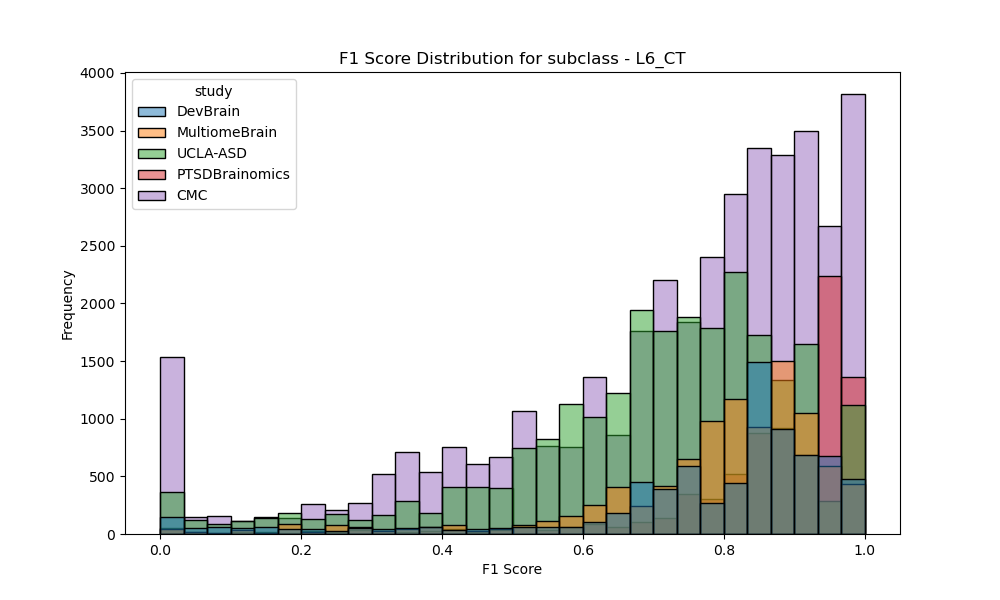 F1 Score Distribution for subclass - L6_CT
study
DevBrain
MultiomeBrain
UCLA-ASD
PTSDBrainomics
CMC
Frequency
4000
3500
3000
2500
2000
1500
1000
500
0
0.0 0.2 0.4 0.6 0.8 1.0
F1 Score